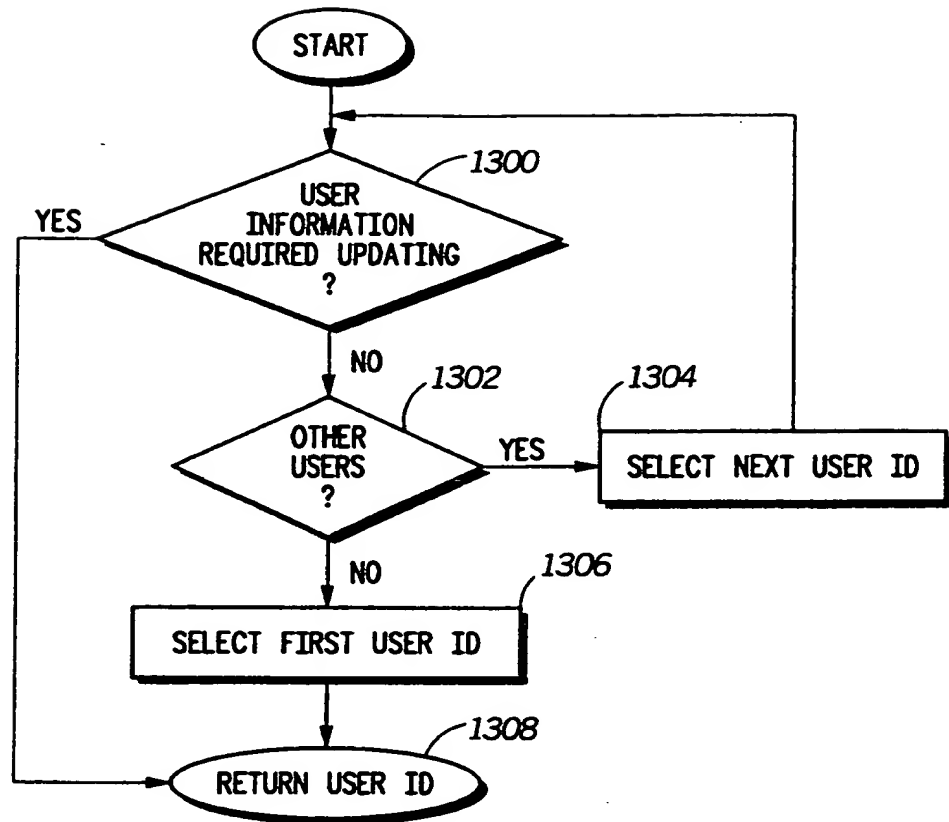 START
1300
USER
INFORMATION
REQUIRED UPDATING
?
YES
NO
1302
OTHER
USERS
?
YES
1304
SELECT NEXT USER ID
NO
1306
SELECT FIRST USER ID
1308
RETURN USER ID